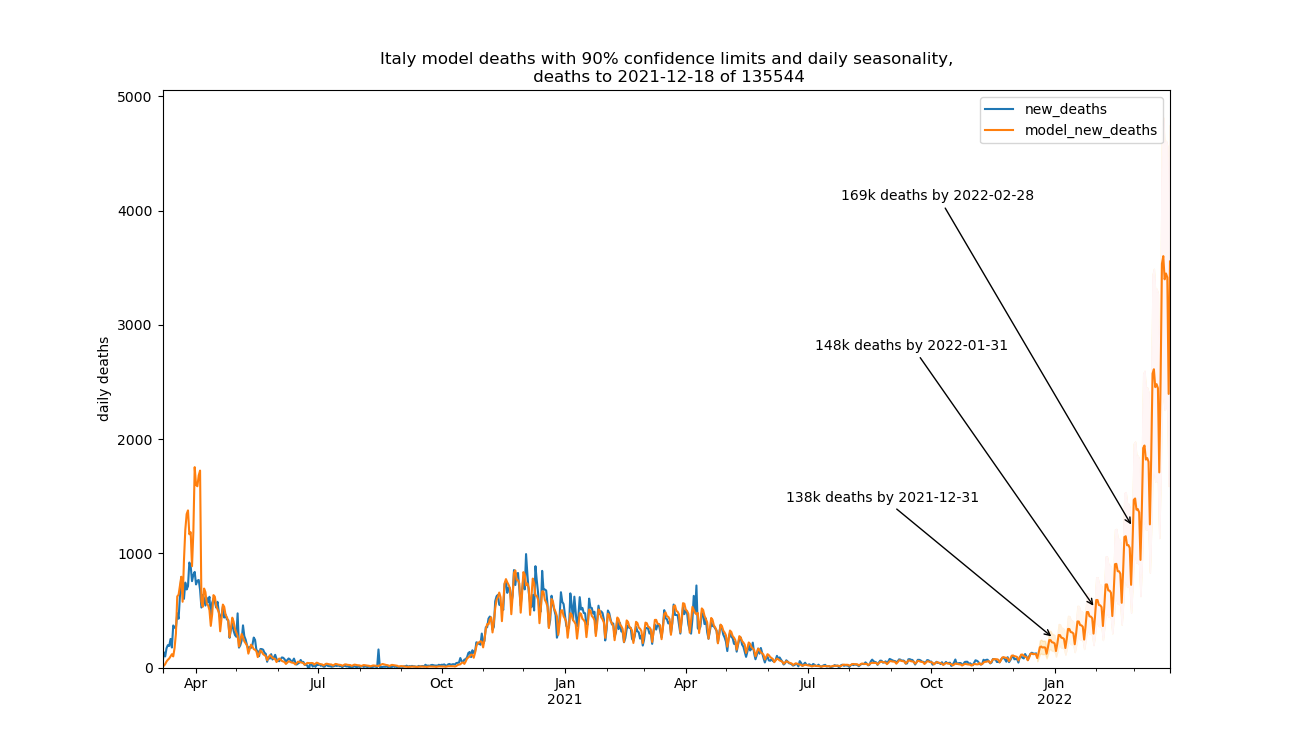 Italy model deaths with 90% confidence limits and daily seasonality,
deaths to 2021-12-18 of 135544
new_deaths
model_new_deaths
daily deaths
5000
4000
3000
2000
1000
0
169k deaths by 2022-02-28
148k deaths by 2022-01-31
138k deaths by 2021-12-31
Apr Jul Oct Jan Apr Jul Oct Jan
2021 2022